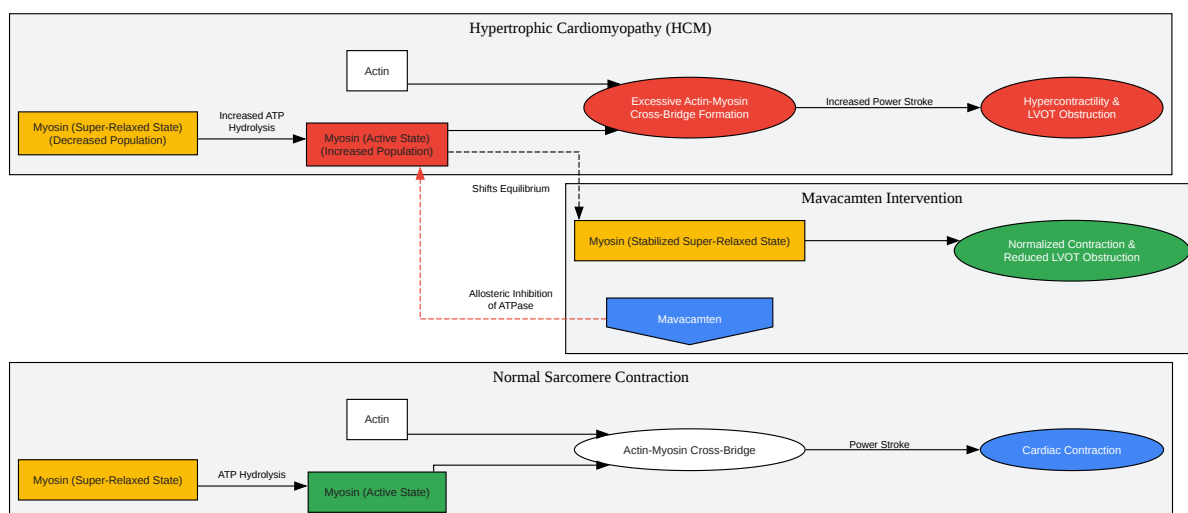 Hypertrophic Cardiomyopathy (HCM)
Actin
Increased ATP
Hydrolysis
Myosin (Super-Relaxed State)
(Decreased Population)
Myosin (Active State)
(Increased Population)
Excessive Actin-Myosin
Cross-Bridge Formation
Increased Power Stroke
Hypercontractility &
LVOT Obstruction
Shifts Equilibrium
Mavacamten Intervention
Myosin (Stabilized Super-Relaxed State)
Normalized Contraction &
Reduced LVOT Obstruction
Allosteric Inhibition
of ATPase
Mavacamten
Normal Sarcomere Contraction
Actin
Myosin (Super-Relaxed State)
ATP Hydrolysis
Myosin (Active State)
Actin-Myosin Cross-Bridge
Power Stroke
Cardiac Contraction